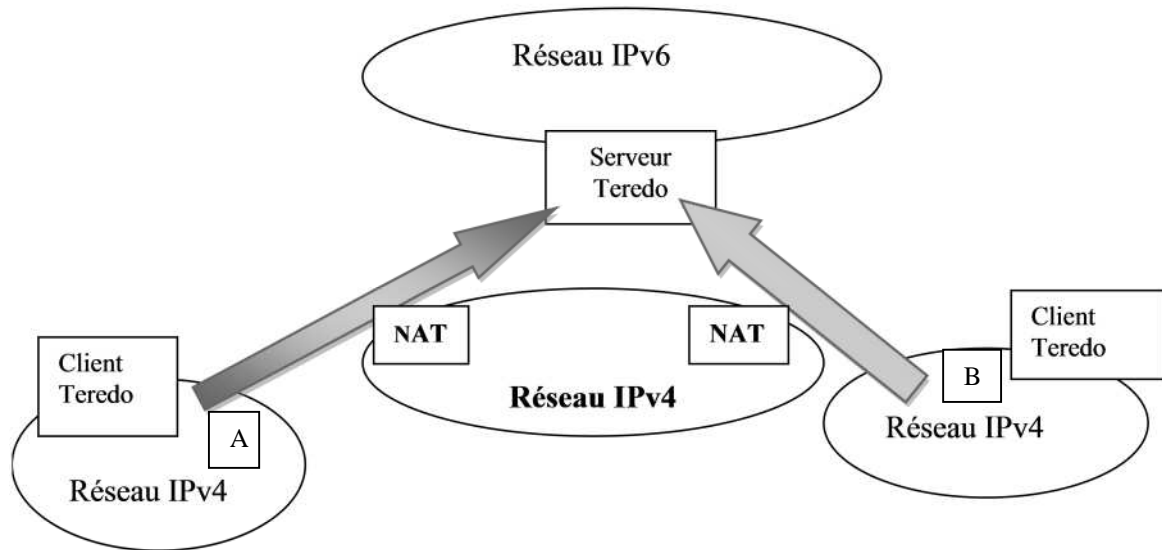 Réseau IPv6
Serveur
Teredo
NAT
NAT
Client
Teredo
Client
Teredo
A
B
Réseau IPv4
Réseau IPv4
Réseau IPv4